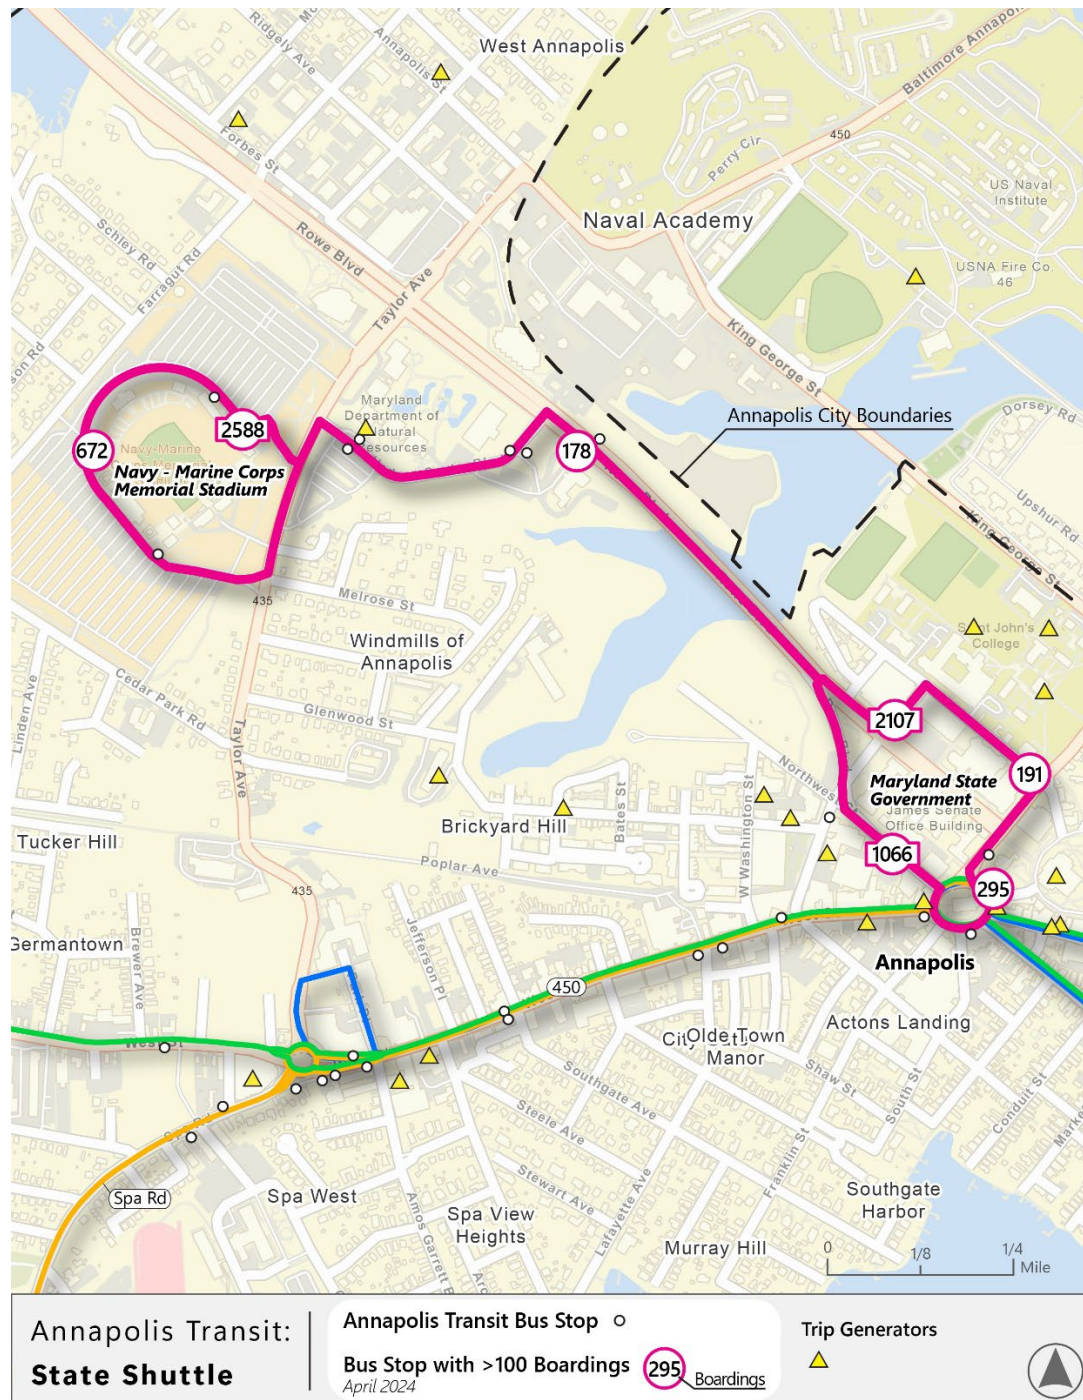 West Annapolis
Ridgely Ave
Annapolis St
Baltimore Annapolis
450
Forbes St
Perry Cir
US Naval
Institute
Naval Academy
Schley Rd
Rowe Blvd
USNA Fire Co.
46
Farragut Rd
Taylor Ave
King George St
Maryland
Department of
Natural
Resources
Annapolis City Boundaries
Dorsey Rd
2588
672
178
Navy - Marine Corps
Memorial Stadium
Upshur Rd
King George St
435
Melrose St
Saint John's
College
Windmills of
Annapolis
Linden Ave
Cedar Park Rd
Glenwood St
Taylor Ave
2107
191
Northwest St
Maryland State
Government
James Senate
Office Building
W Washington St
Bates St
Brickyard Hill
Tucker Hill
1066
Poplar Ave
435
295
Germantown
Brewer Ave
Jefferson Pl
Annapolis
450
Actons Landing
Olde Town
Manor
West St
Shaw St
South St
Conduit St
Southgate Ave
Steele Ave
Stewart Ave
Franklin St
Lafayette Ave
Spa Rd
Spa Rd
Spa West
Spa View
Heights
Southgate
Harbor
Murray Hill
0
1/8
1/4
Mile
Annapolis Transit:
State Shuttle
Annapolis Transit Bus Stop
Bus Stop with >100 Boardings
April 2024
295
Boardings
Trip Generators